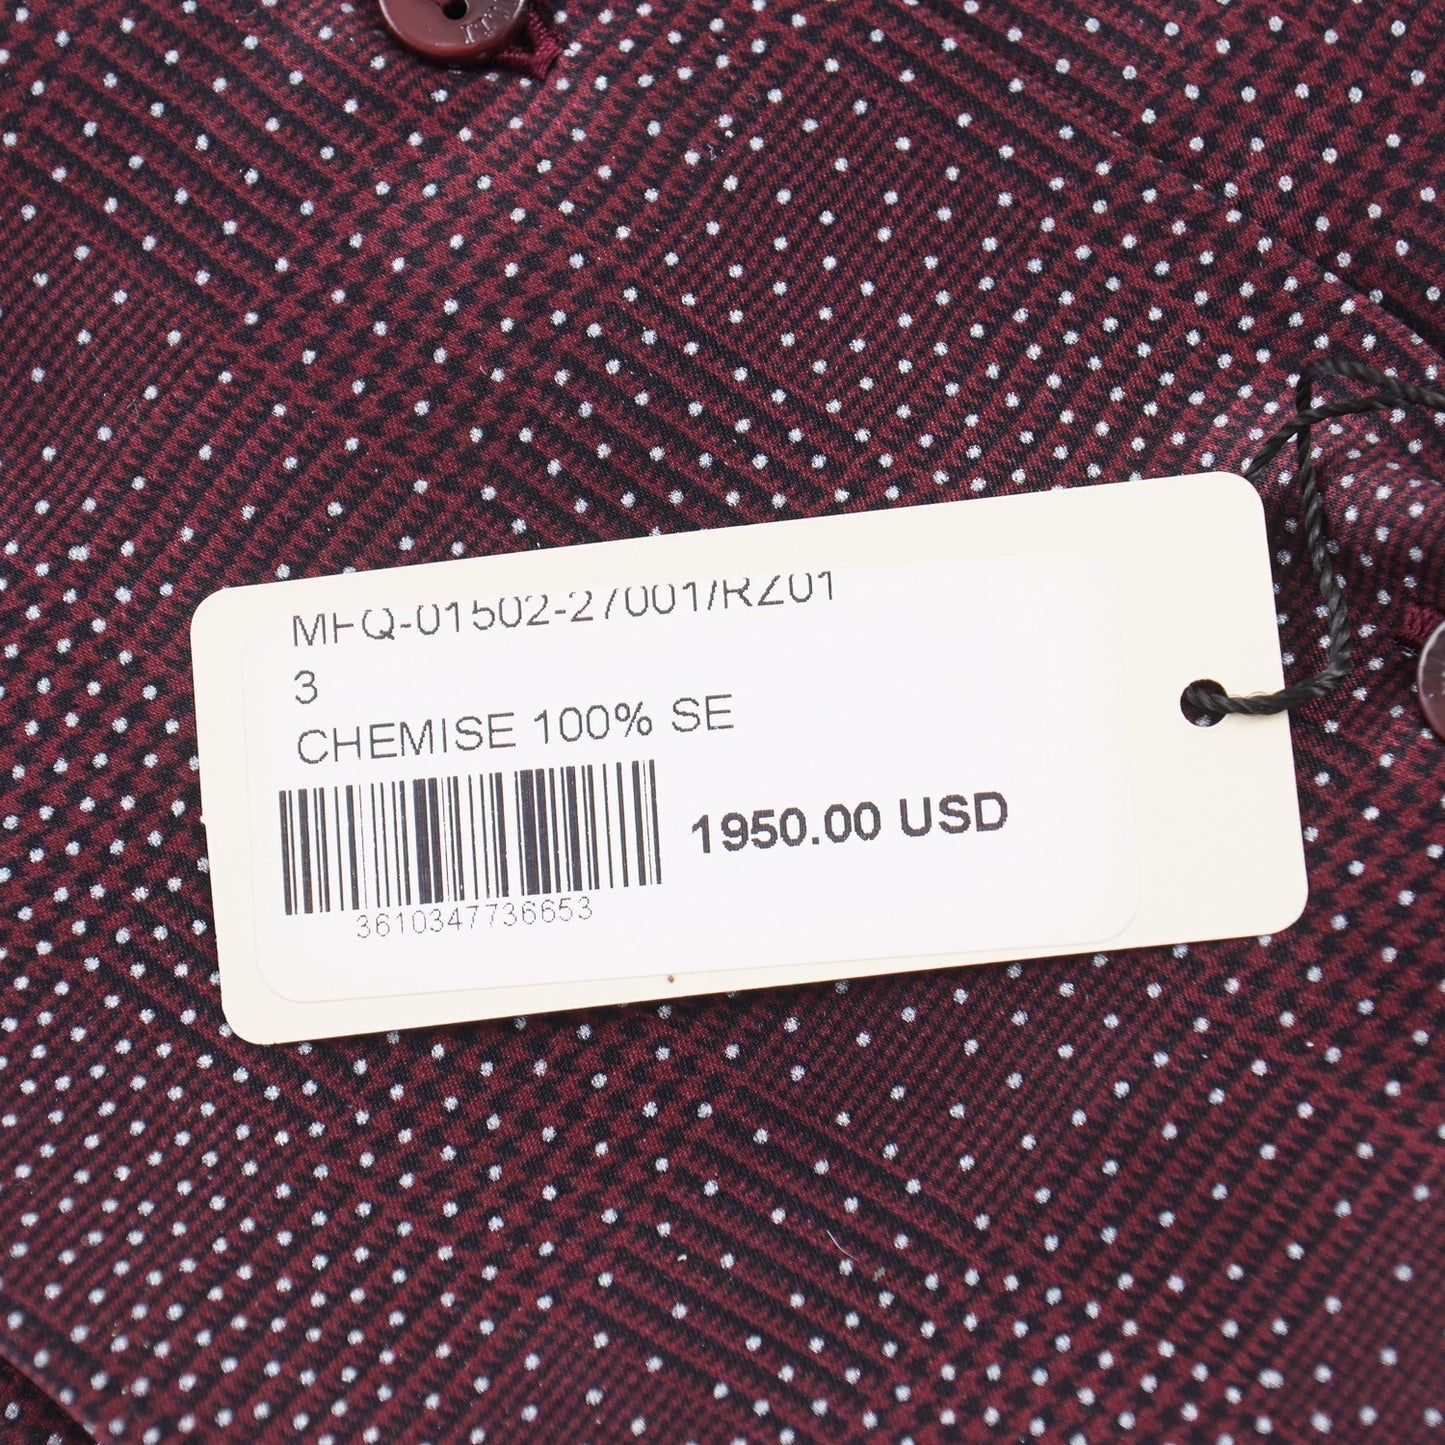 MFQ-01502-27001/RZ01
3
CHEMISE 100% SE
1950.00 USD
3610347736653